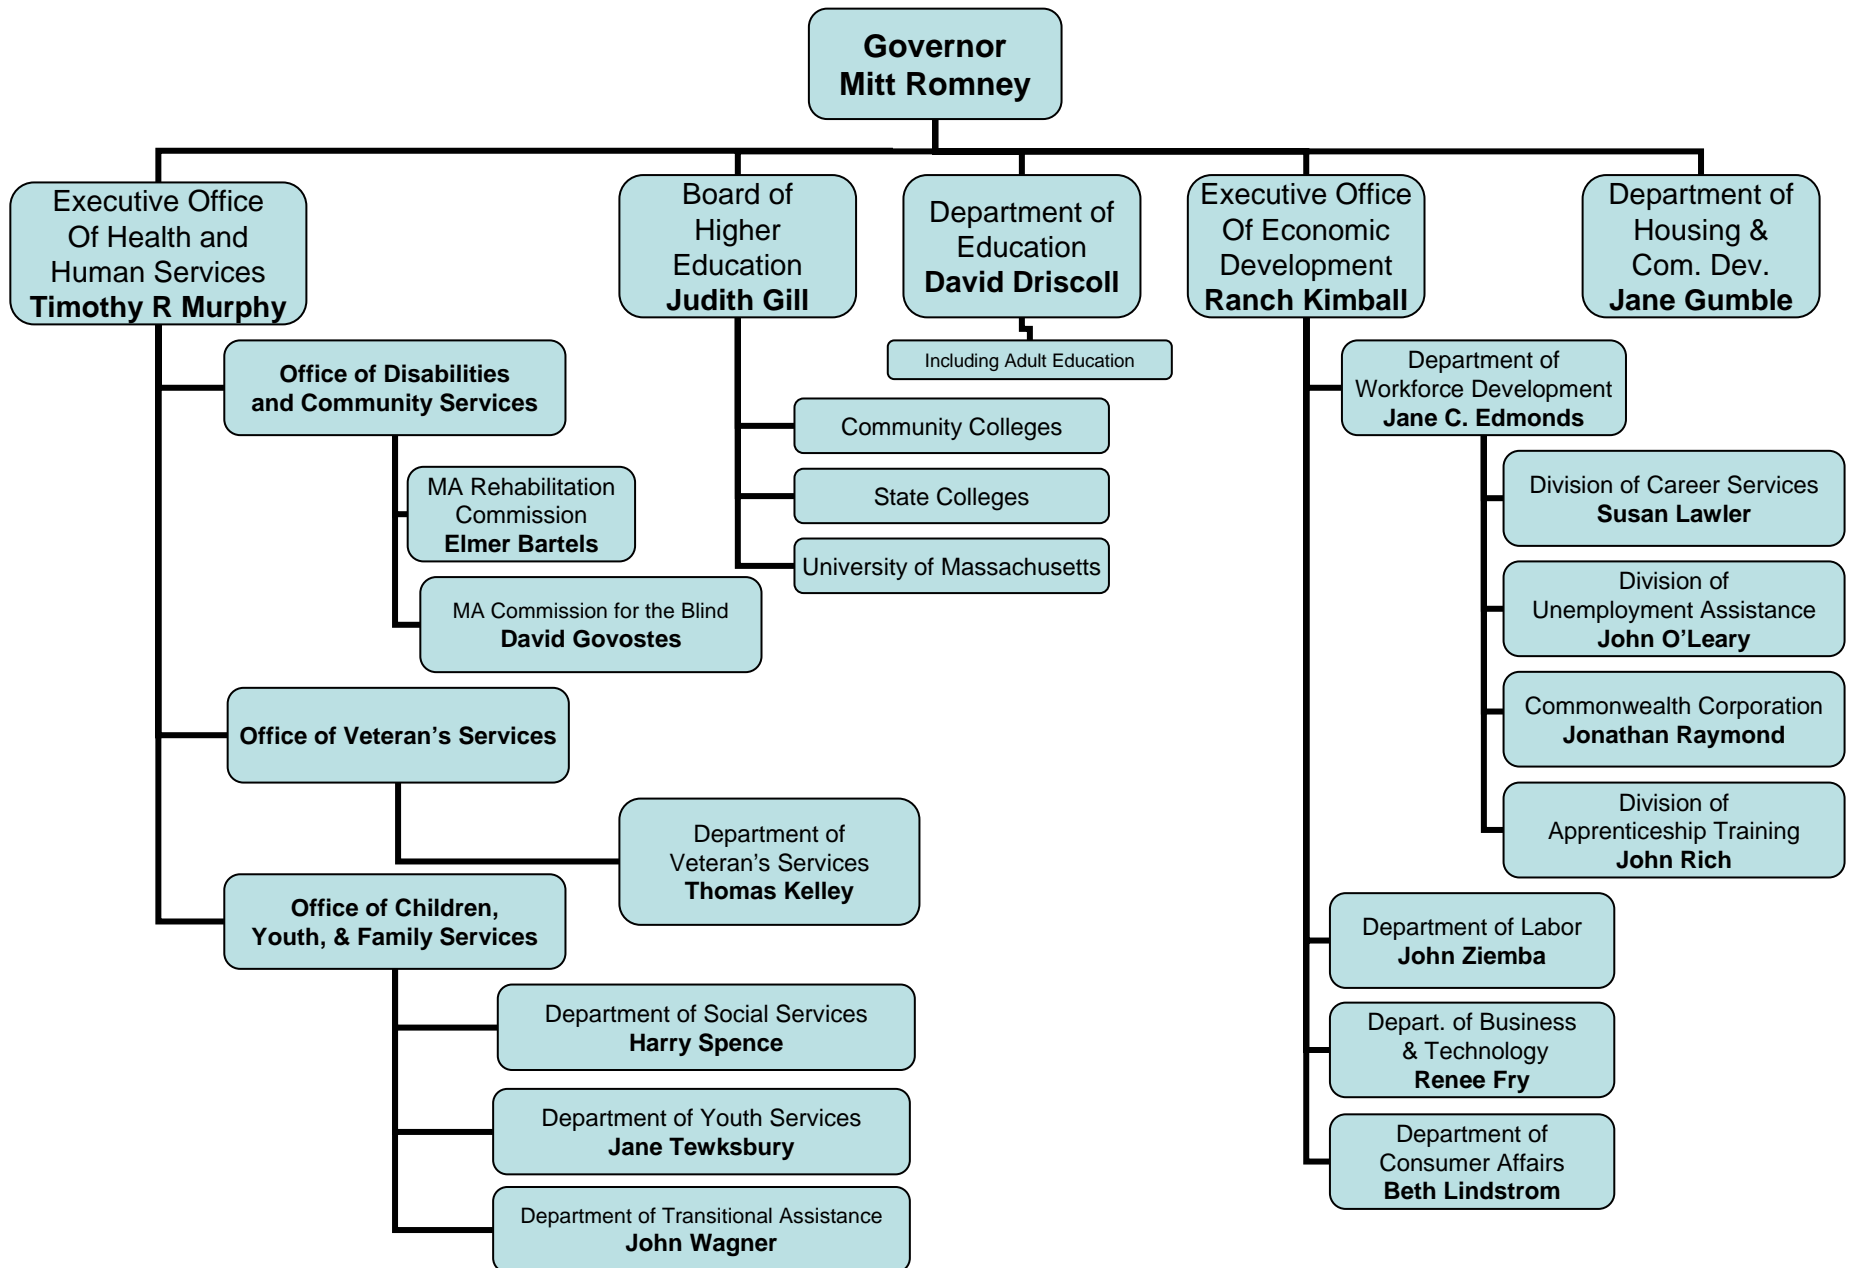 Governor
Mitt Romney
Executive Office
Of Health and
Human Services
Timothy R Murphy
Board of
Higher
Education
Judith Gill
Department of
Education
David Driscoll
Executive Office
Of Economic
Development
Ranch Kimball
Department of
Housing &
Com. Dev.
Jane Gumble
Office of Disabilities
and Community Services
MA Rehabilitation
Commission
Elmer Bartels
MA Commission for the Blind
David Govostes
Office of Veteran’s Services
Department of
Veteran’s Services
Thomas Kelley
Office of Children,
Youth, & Family Services
Department of Social Services
Harry Spence
Department of Youth Services
Jane Tewksbury
Department of Transitional Assistance
John Wagner
Community Colleges
State Colleges
University of Massachusetts
Including Adult Education
Department of
Workforce Development
Jane C. Edmonds
Division of Career Services
Susan Lawler
Division of
Unemployment Assistance
John O’Leary
Commonwealth Corporation
Jonathan Raymond
Division of
Apprenticeship Training
John Rich
Department of Labor
John Ziemba
Depart. of Business
& Technology
Renee Fry
Department of
Consumer Affairs
Beth Lindstrom